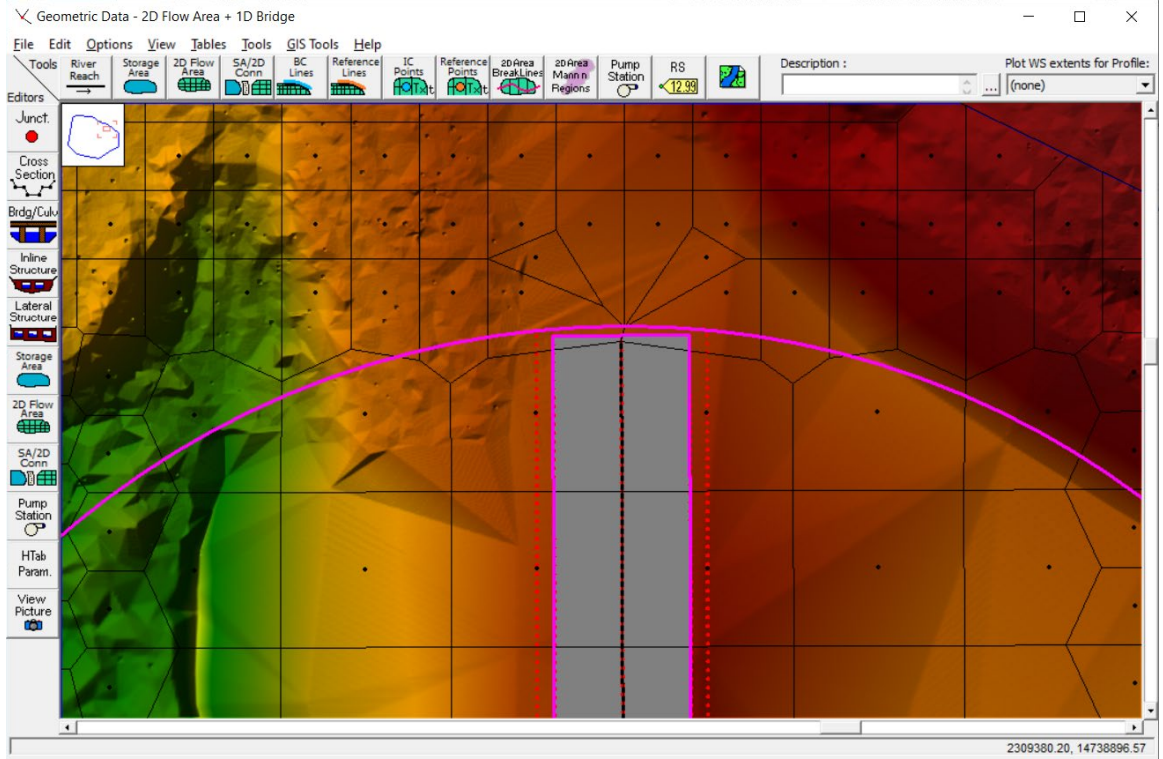 Geometric Data - 2D Flow Area + 1D Bridge
File Edit Options View Tables Tools GIS Tools Help
Tools
Editors
River
Reach
Storage
Area
2D Flow
Area
SA/2D
Conn
BC
Lines
Reference
Lines
IC
Points
Reference
Points
2D Area
BreakLines
2D Area
Mann n
Regions
Pump
Station
RS
12.99
Description :
...
Plot WS extents for Profile:
(none)
Junct.
Cross
Section
Brdg/Culv
Inline
Structure
Lateral
Structure
Storage
Area
2D Flow
Area
SA/2D
Conn
Pump
Station
HTab
Param.
View
Picture
2309380.20, 14738896.57